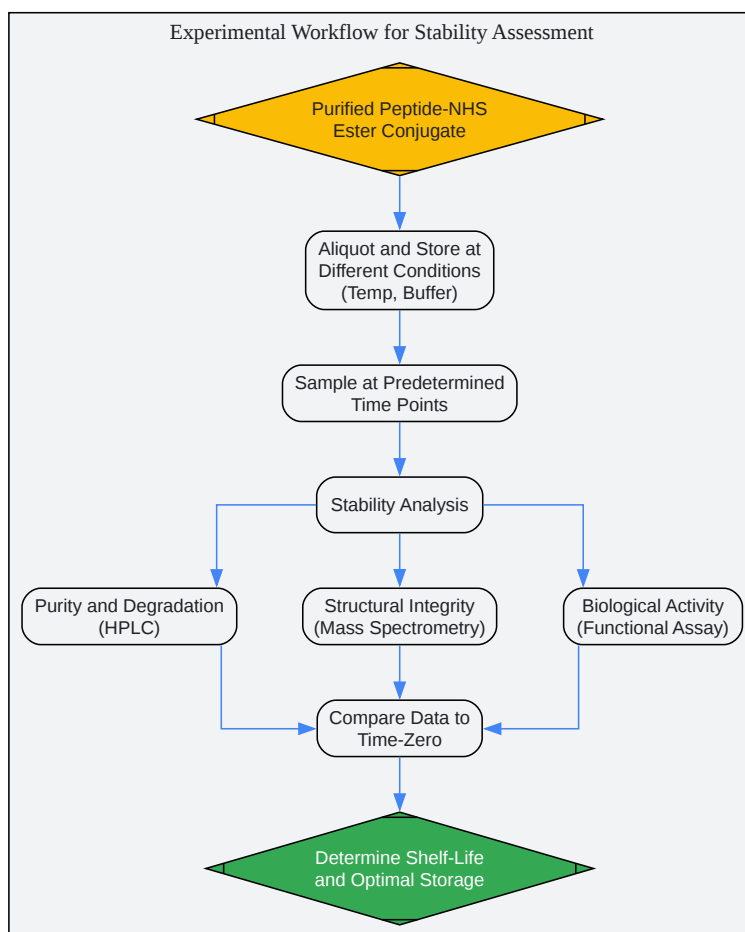 Experimental Workflow for Stability Assessment
Purified Peptide-NHS
Ester Conjugate
Aliquot and Store at
Different Conditions
(Temp, Buffer)
Sample at Predetermined
Time Points
Stability Analysis
Purity and Degradation
(HPLC)
Structural Integrity
(Mass Spectrometry)
Biological Activity
(Functional Assay)
Compare Data to
Time-Zero
Determine Shelf-Life
and Optimal Storage